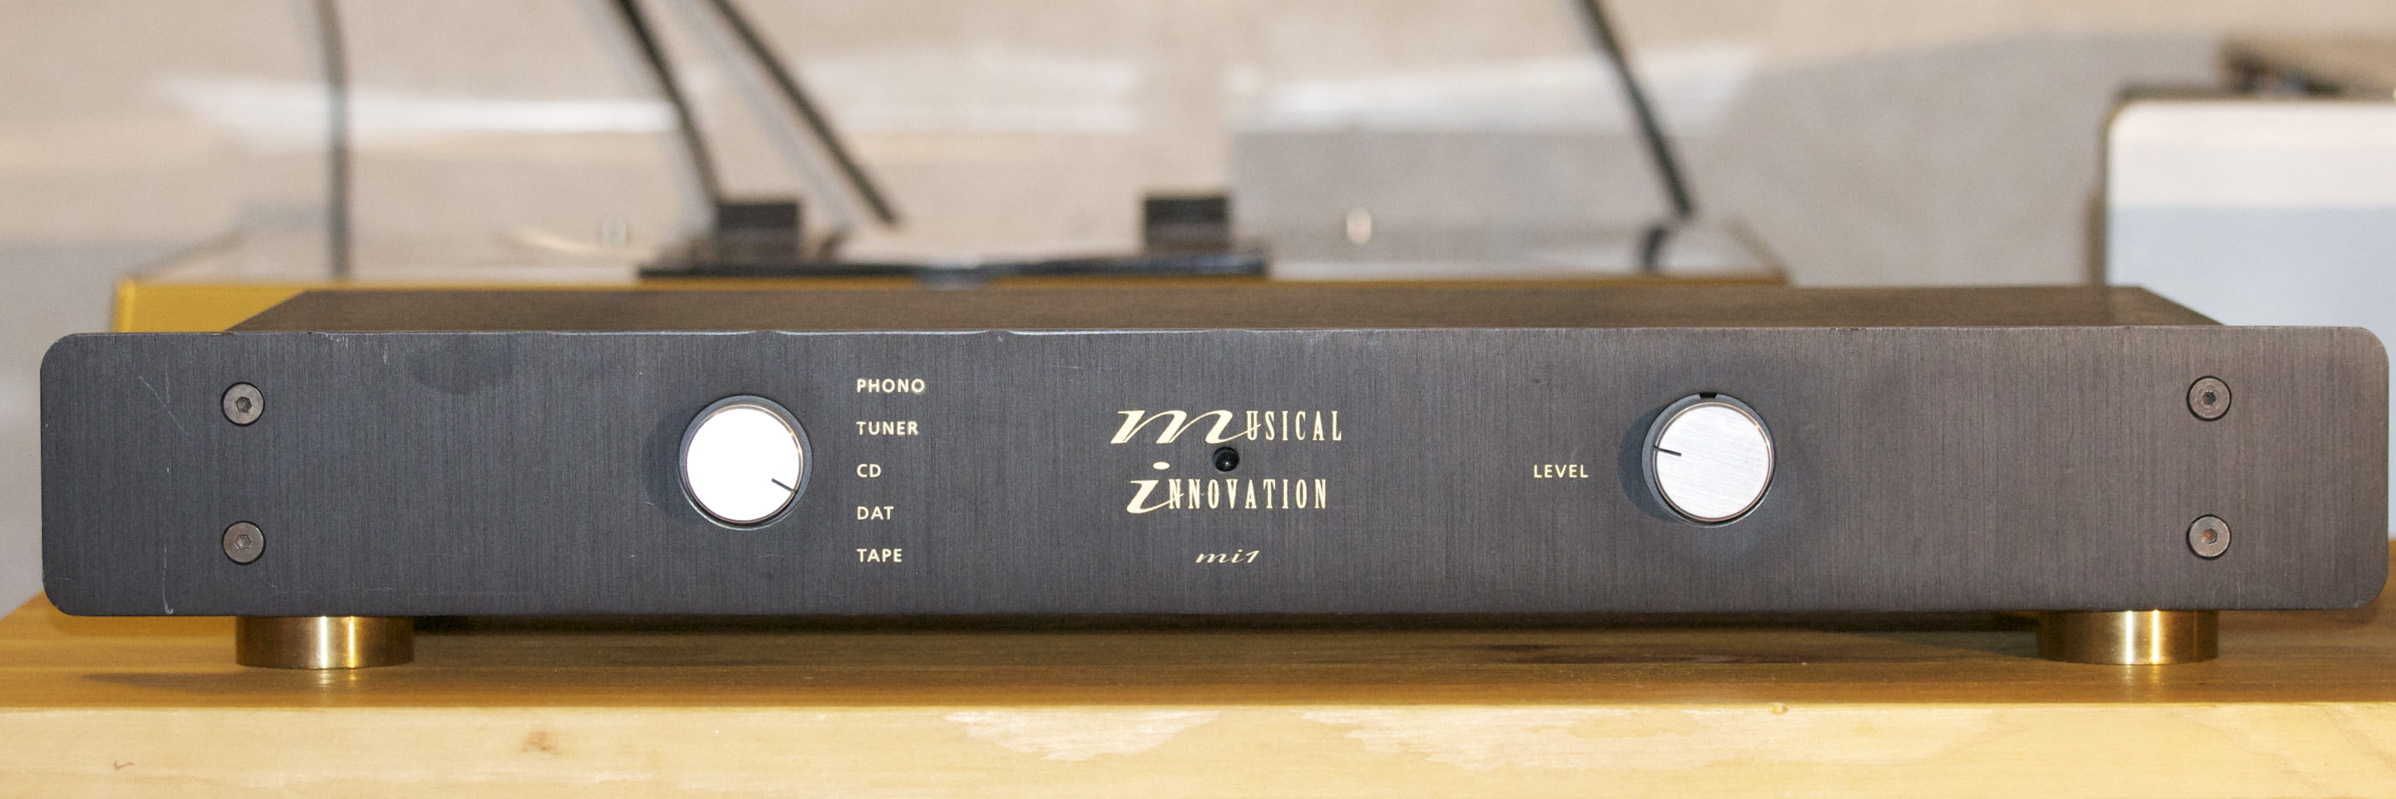 PHONO
TUNER
CD
DAT
TAPE
musical
innovation
mi1
LEVEL